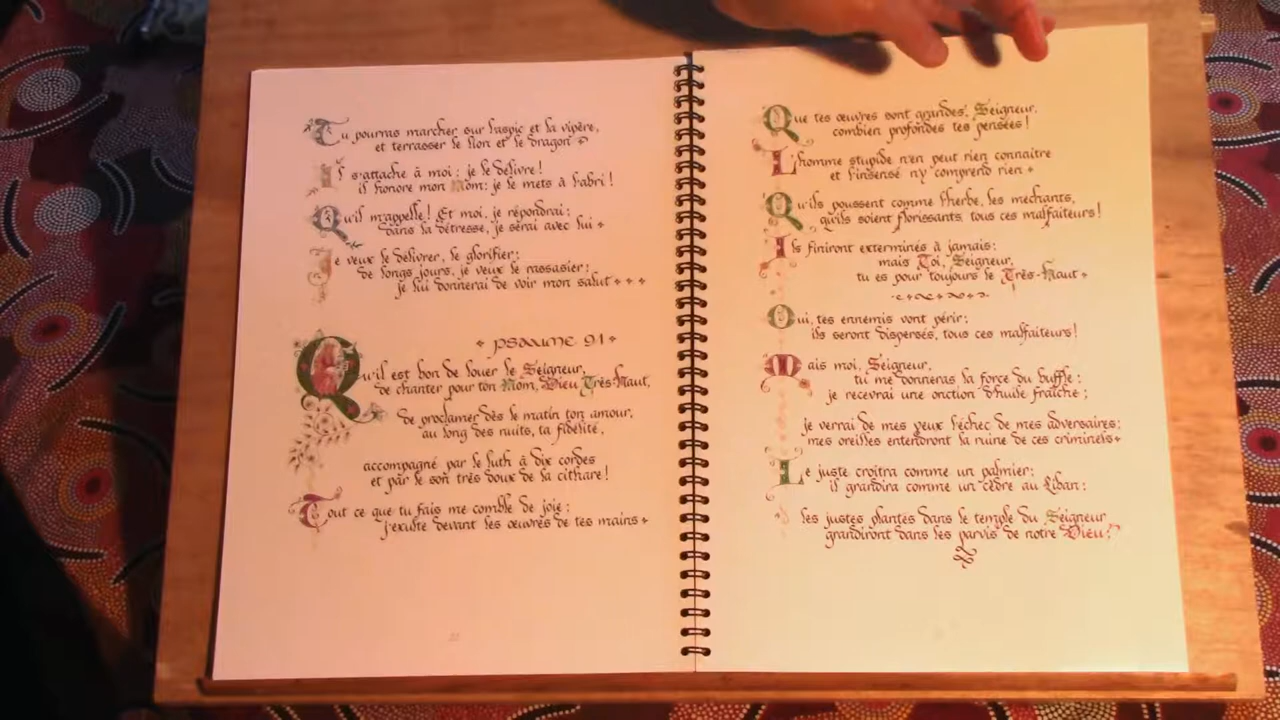 Tu pourras marcher sur l'aspic et la vipère,
et terrasser le lion et le dragon
Il s'attache à moi : je le délivre !
il honore mon Nom : je le mets à l'abri !
Qu'il m'appelle ! Et moi, je répondrai ;
dans la détresse, je serai avec lui
Je veux le délivrer, le glorifier ;
de longs jours, je veux le rassasier ;
je lui donnerai de voir mon salut
Psaume 91
Qu'il est bon de louer le Seigneur,
de chanter pour ton Nom, Dieu Très-Haut,
de proclamer dès le matin ton amour,
au long des nuits, ta fidélité,
accompagné par le luth à dix cordes
et par le son très doux de la cithare !
Tout ce que tu fais me comble de joie ;
j'exulte devant les œuvres de tes mains
Que tes œuvres sont grandes, Seigneur,
combien profondes tes pensées !
L'homme stupide n'en peut rien connaître
et l'insensé n'y comprend rien
Qu'ils poussent comme l'herbe, les méchants,
qu'ils soient florissants, tous ces malfaiteurs !
Ils finiront exterminés à jamais ;
mais Toi, Seigneur,
tu es pour toujours le Très-Haut
Oui, tes ennemis vont périr ;
ils seront dispersés, tous ces malfaiteurs !
Mais moi, Seigneur,
tu me donneras la force du buffle ;
je recevrai une onction d'huile fraîche ;
je verrai de mes yeux l'échec de mes adversaires ;
mes oreilles entendront la ruine de ces criminels
Le juste croîtra comme un palmier ;
il grandira comme un cèdre au Liban ;
les justes plantés dans le temple du Seigneur
grandiront dans les parvis de notre Dieu